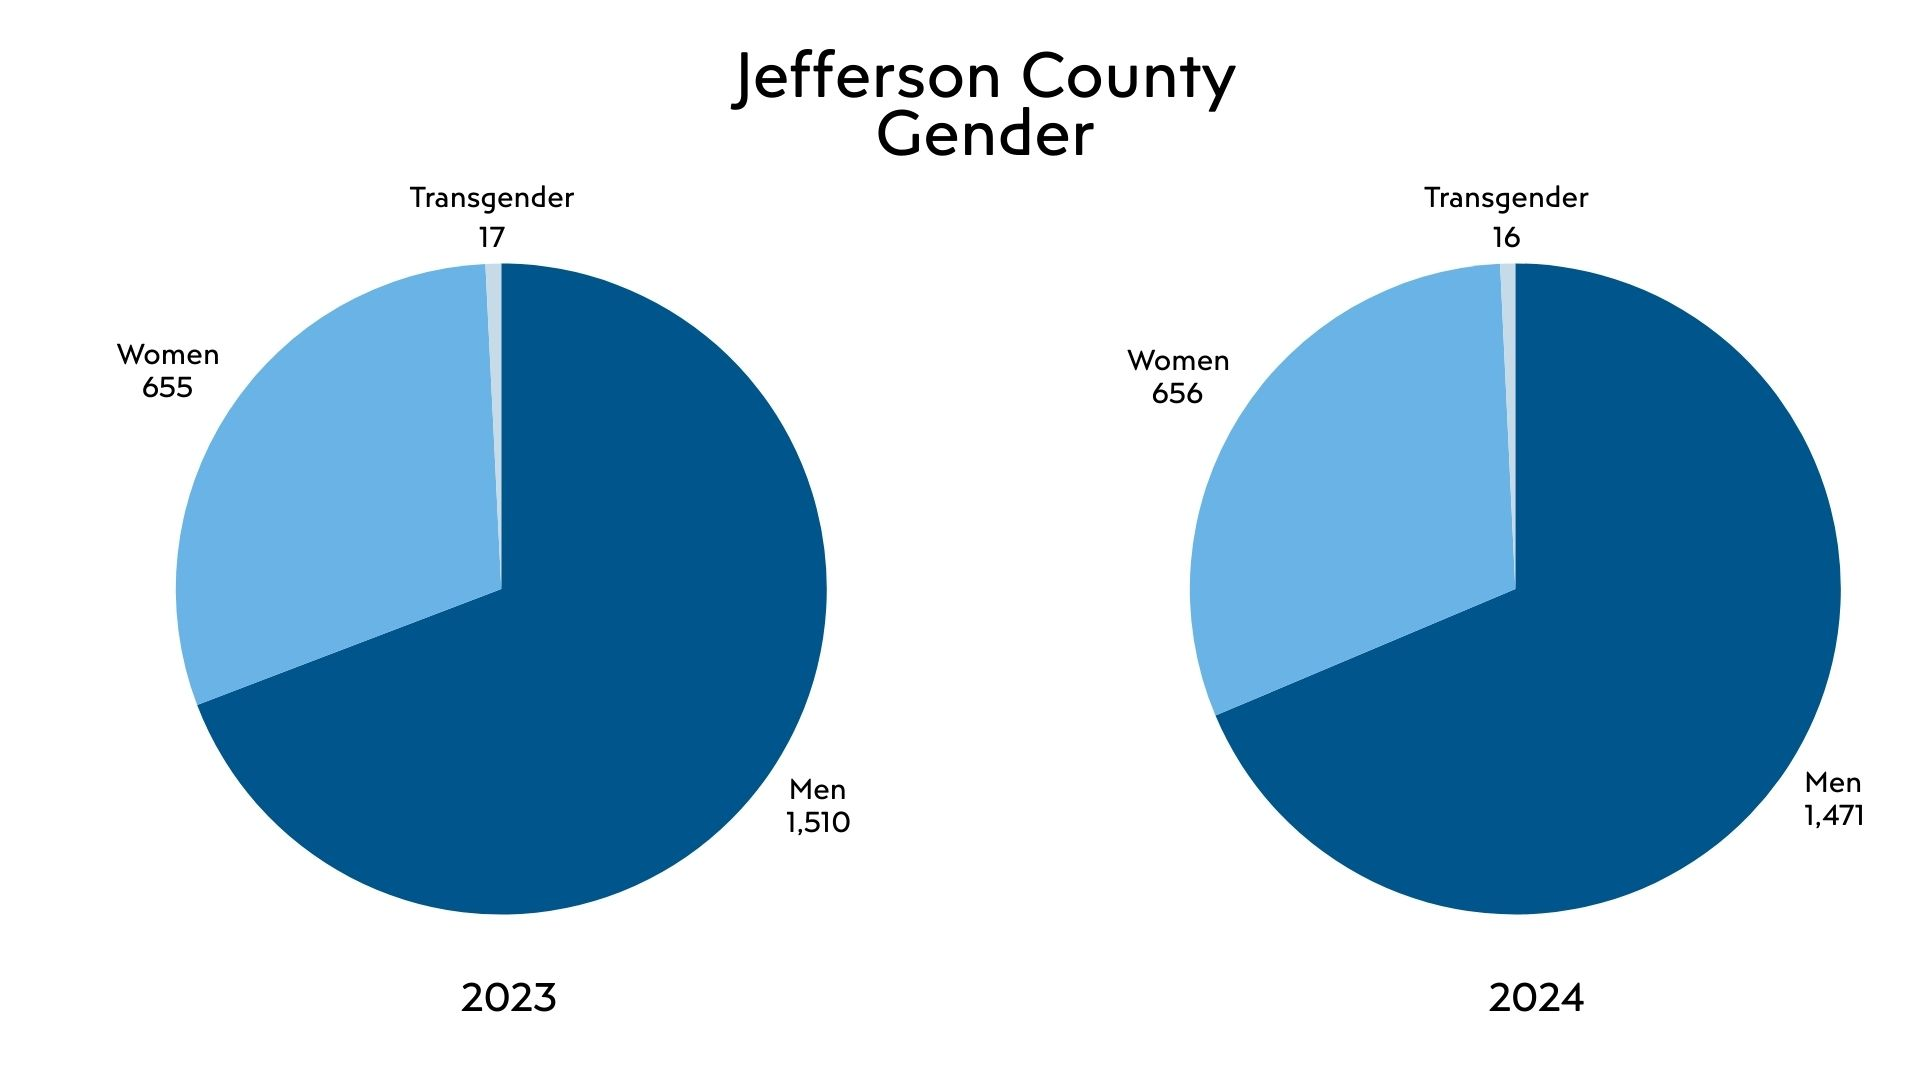 Jefferson County
Gender
Transgender
17
Women
655
Men
1,510
2023
Transgender
16
Women
656
Men
1,471
2024